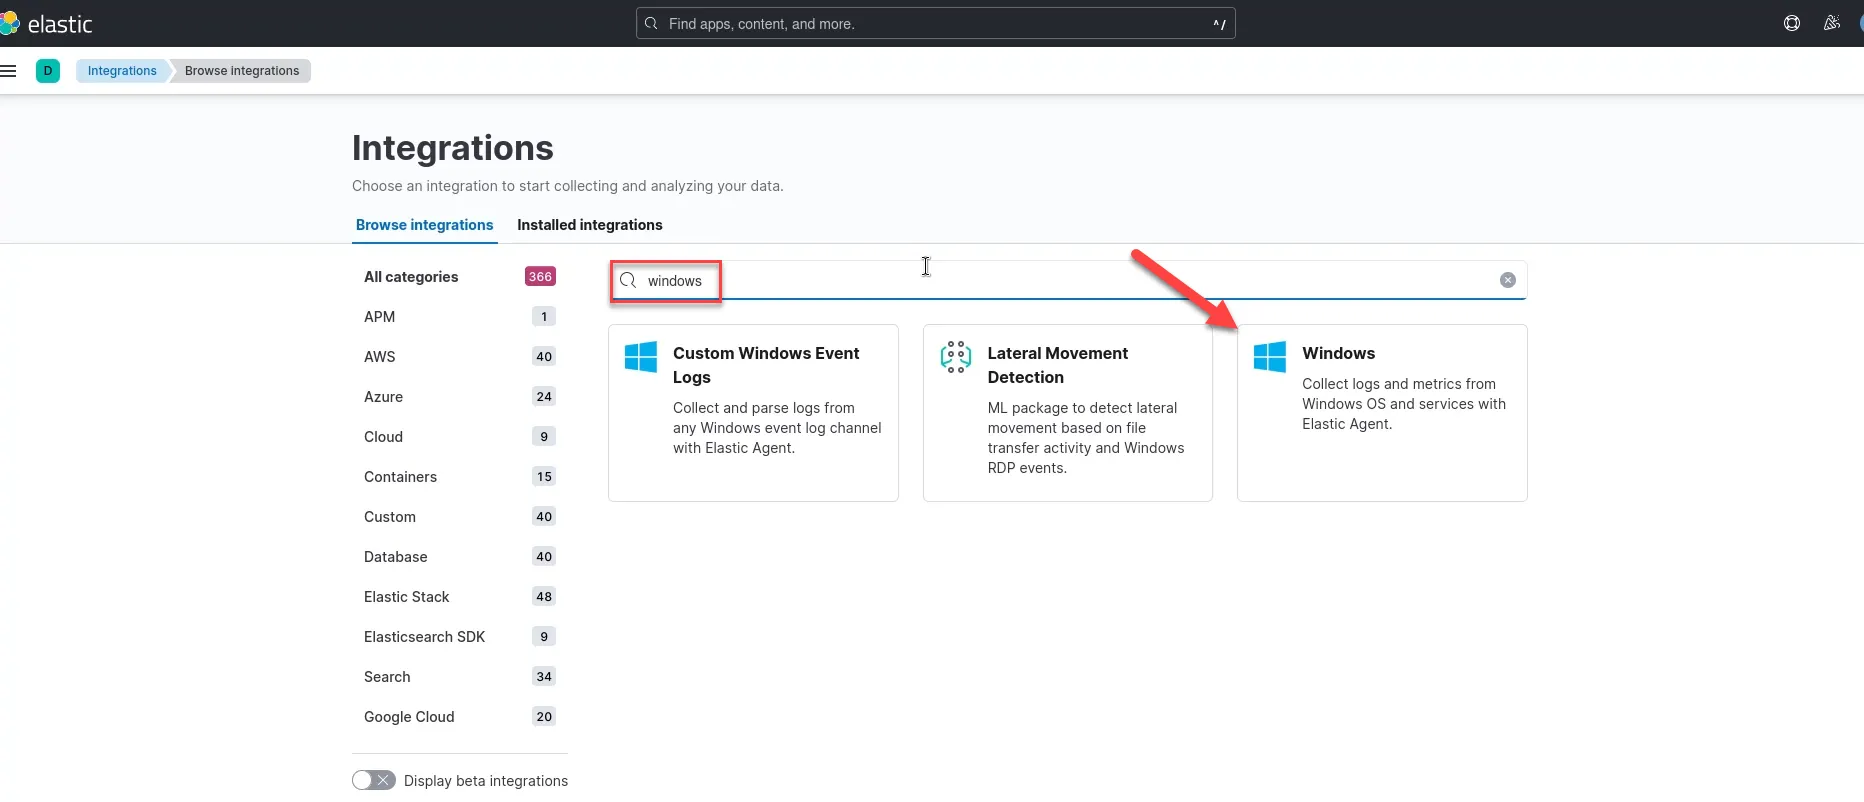 elastic
Find apps, content, and more.
^/
D
Integrations
Browse integrations
Integrations
Choose an integration to start collecting and analyzing your data.
Browse integrations
Installed integrations
All categories 366
APM 1
AWS 40
Azure 24
Cloud 9
Containers 15
Custom 40
Database 40
Elastic Stack 48
Elasticsearch SDK 9
Search 34
Google Cloud 20
Display beta integrations
windows
Custom Windows Event
Logs
Collect and parse logs from
any Windows event log channel
with Elastic Agent.
Lateral Movement
Detection
ML package to detect lateral
movement based on file
transfer activity and Windows
RDP events.
Windows
Collect logs and metrics from
Windows OS and services with
Elastic Agent.